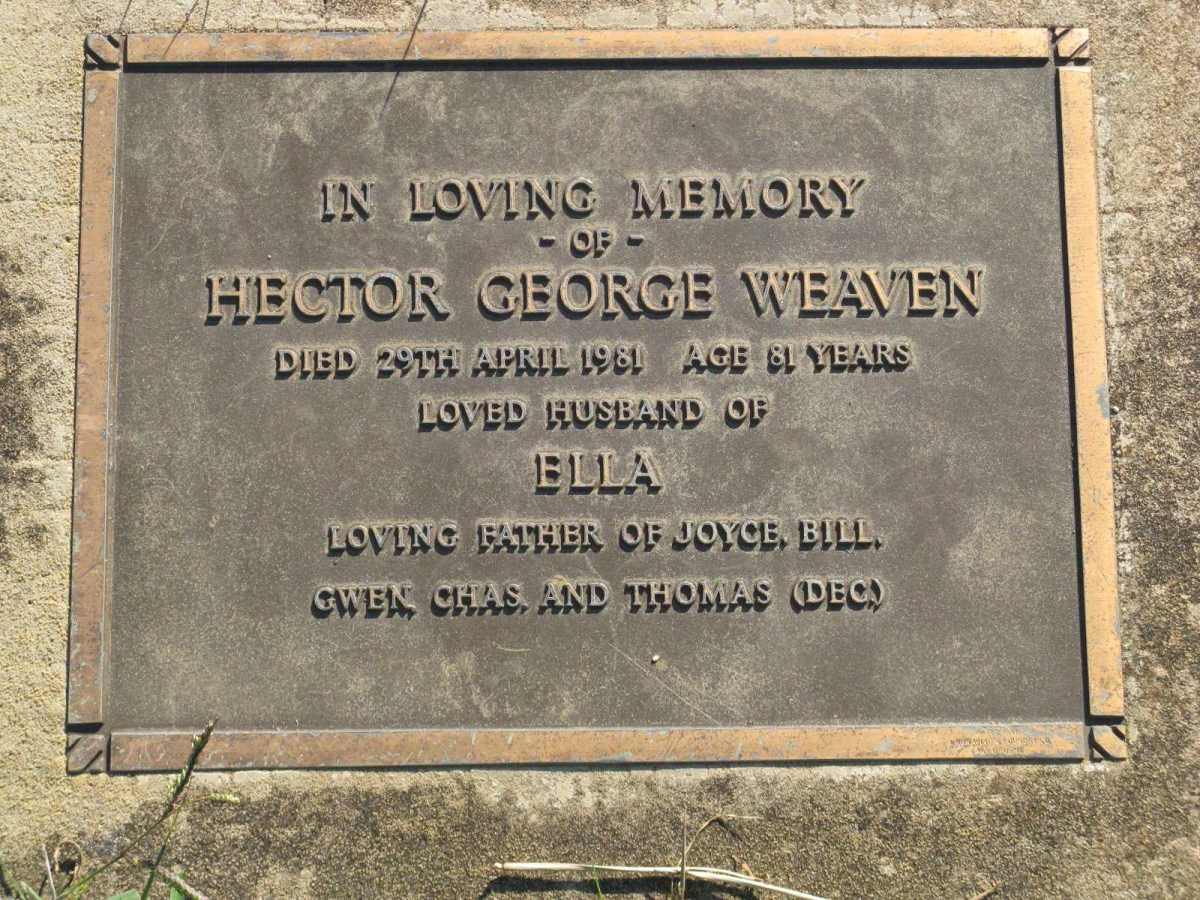 IN LOVING MEMORY
- OF -
HECTOR GEORGE WEAVEN
DIED 29TH APRIL 1981 AGE 81 YEARS
LOVED HUSBAND OF
ELLA
LOVING FATHER OF JOYCE, BILL,
GWEN, CHAS, AND THOMAS (DEC.)